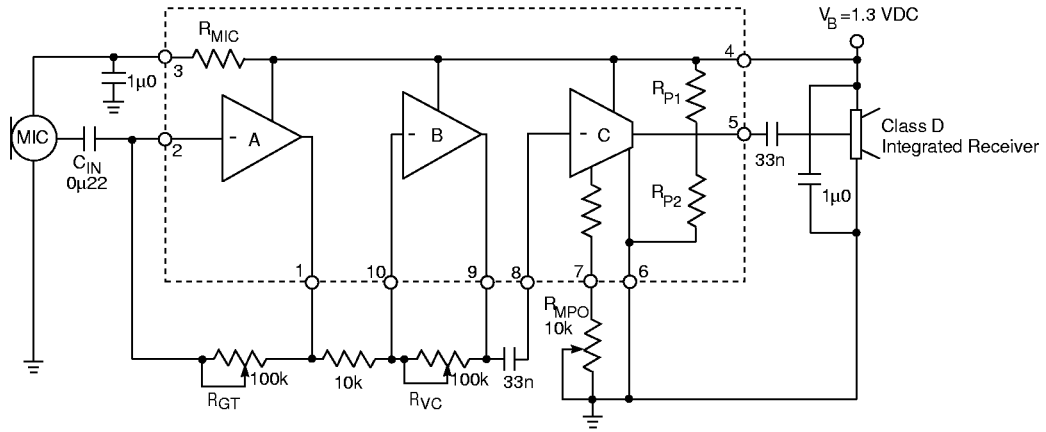 V_B =1.3 VDC
R_MIC
3
4
1μ0
R_P1
MIC
2
A
B
C
5
33n
Class D
Integrated Receiver
C_IN
0μ22
R_P2
1μ0
1
10
9
8
7
6
R_MPO
10k
100k
10k
100k
33n
R_GT
R_VC
-
-
-